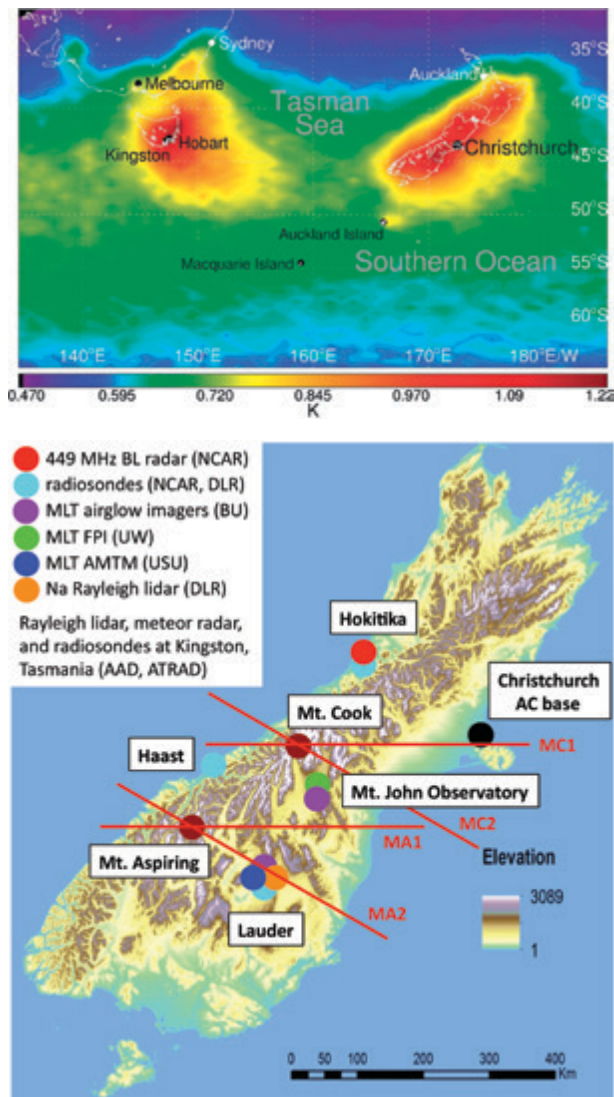 Sydney
35°S
Melbourne
Auckland
40°S
Tasman
Sea
Hobart
Kingston
Christchurch
45°S
50°S
Auckland Island
Macquarie Island
Southern Ocean
55°S
60°S
140°E
150°E
160°E
170°E
180°E/W
0.470
0.595
0.720
0.845
0.970
1.09
1.22
K
449 MHz BL radar (NCAR)
radiosondes (NCAR, DLR)
MLT airglow imagers (BU)
MLT FPI (UW)
MLT AMTM (USU)
Na Rayleigh lidar (DLR)
Rayleigh lidar, meteor radar,
and radiosondes at Kingston,
Tasmania (AAD, ATRAD)
Hokitika
Christchurch
AC base
Mt. Cook
MC1
Haast
Mt. John Observatory
MC2
MA1
Mt. Aspiring
Elevation
3089
1
MA2
Lauder
0 50 100 200 300 400
Km